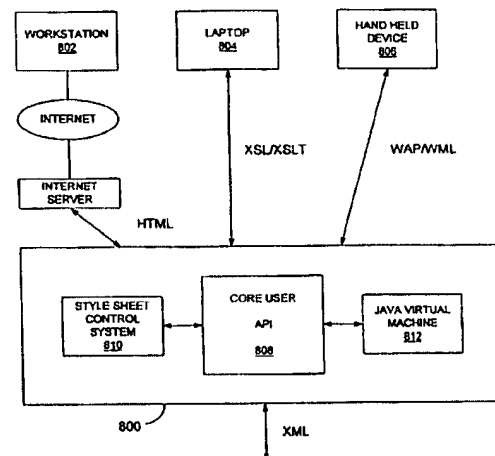 WORKSTATION
802
LAPTOP
804
HAND HELD
DEVICE
806
INTERNET
INTERNET
SERVER
XSL/XSLT
WAP/WML
HTML
STYLE SHEET
CONTROL
SYSTEM
810
CORE USER
API
808
JAVA VIRTUAL
MACHINE
812
800
XML